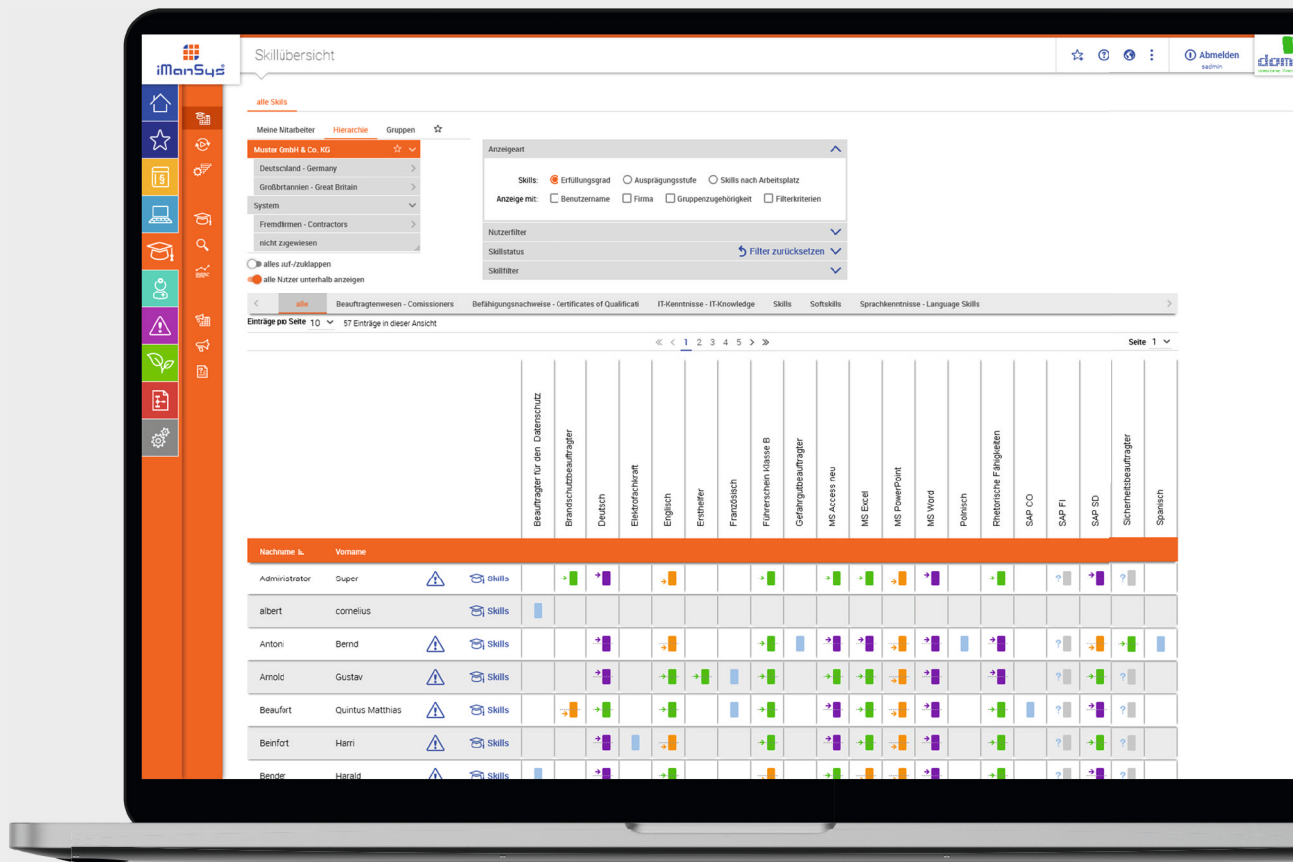 iManSys
Skillübersicht
Abmelden
sadmin
alle Skils
Meine Nitarbeiter Hierarchie Gruppen
Muster GmbH & Co. KG
Deutschland - Germany
Großbrtannien - Great Britain
System
Fremdfirmen - Contractors
nicht zugewiesen
alles auf-/zuklappen
alle Nutzer unterhalb anzeigen
Anzeigeart
Skills: Erfüllungsgrad Ausprägungsstufe Skills nach Arbeitsplatz
Anzeige mit: Benutzername Firma Gruppenzugehörigkeit Filterkriterien
Nutzerfilter
Skillstatus Filter zurücksetzen
Skillfilter
alle Beauftragtenwesen - Comissioners Befähigungsnachweise - Certificates of Qualificati IT-Kenntnisse - IT-Knowledge Skills Softskills Sprachkenntnisse - Language Skills
Einträge pro Seite 10 57 Einträge in dieser Ansicht
« < 1 2 3 4 5 > »
Seite 1
Beauftragter für den Datenschutz
Brandschutzbeauftragter
Deutsch
Elektrofachkraft
Englisch
Ersthelfer
Französisch
Führerschein Klasse B
Gefahrgutbeauftragter
MS Access neu
MS Excel
MS PowerPoint
MS Word
Polnisch
Rhetorische Fähigkeiten
SAP CO
SAP FI
SAP SD
Sicherheitsbeauftragter
Spanisch
Nachname Vorname
Administrator Super Skills ? ?
albert cornelius Skills
Antoni Bernd Skills ?
Arnold Gustav Skills ? ?
Beaufort Quintus Matthias Skills ? ?
Beinfort Harri Skills ? ?
Bender Harald Skills ? ?